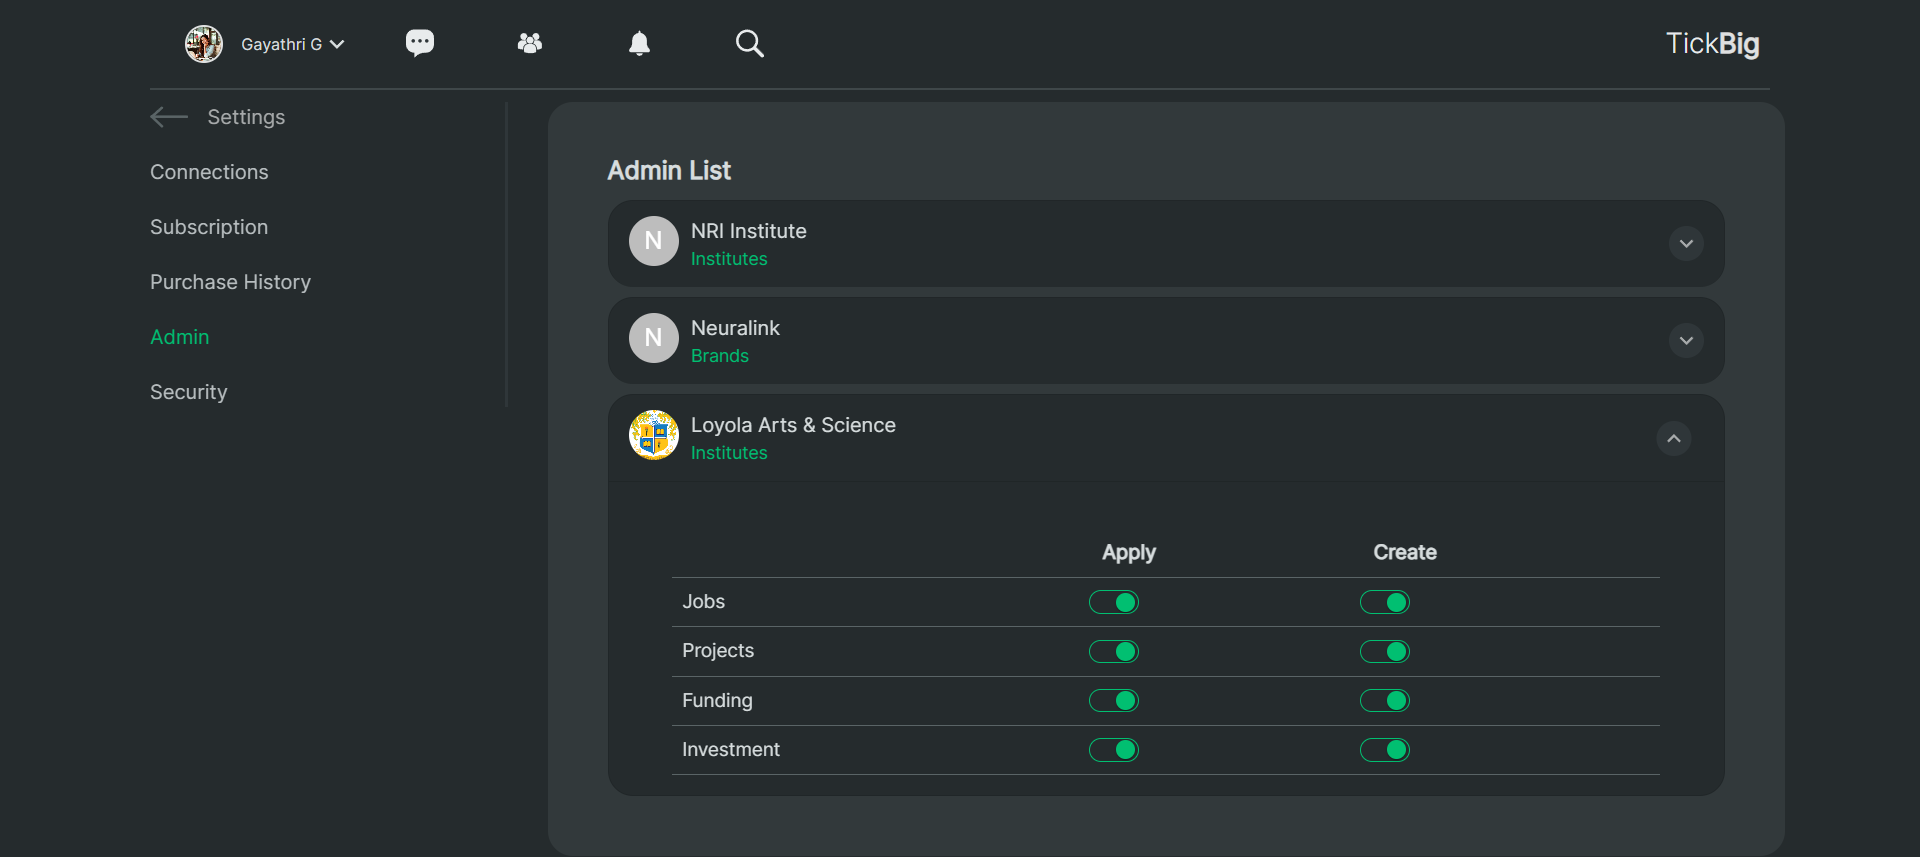 Gayathri G
TickBig
Settings
Connections
Subscription
Purchase History
Admin
Security
Admin List
N
NRI Institute
Institutes
N
Neuralink
Brands
Loyola Arts & Science
Institutes
Apply Create
Jobs
Projects
Funding
Investment